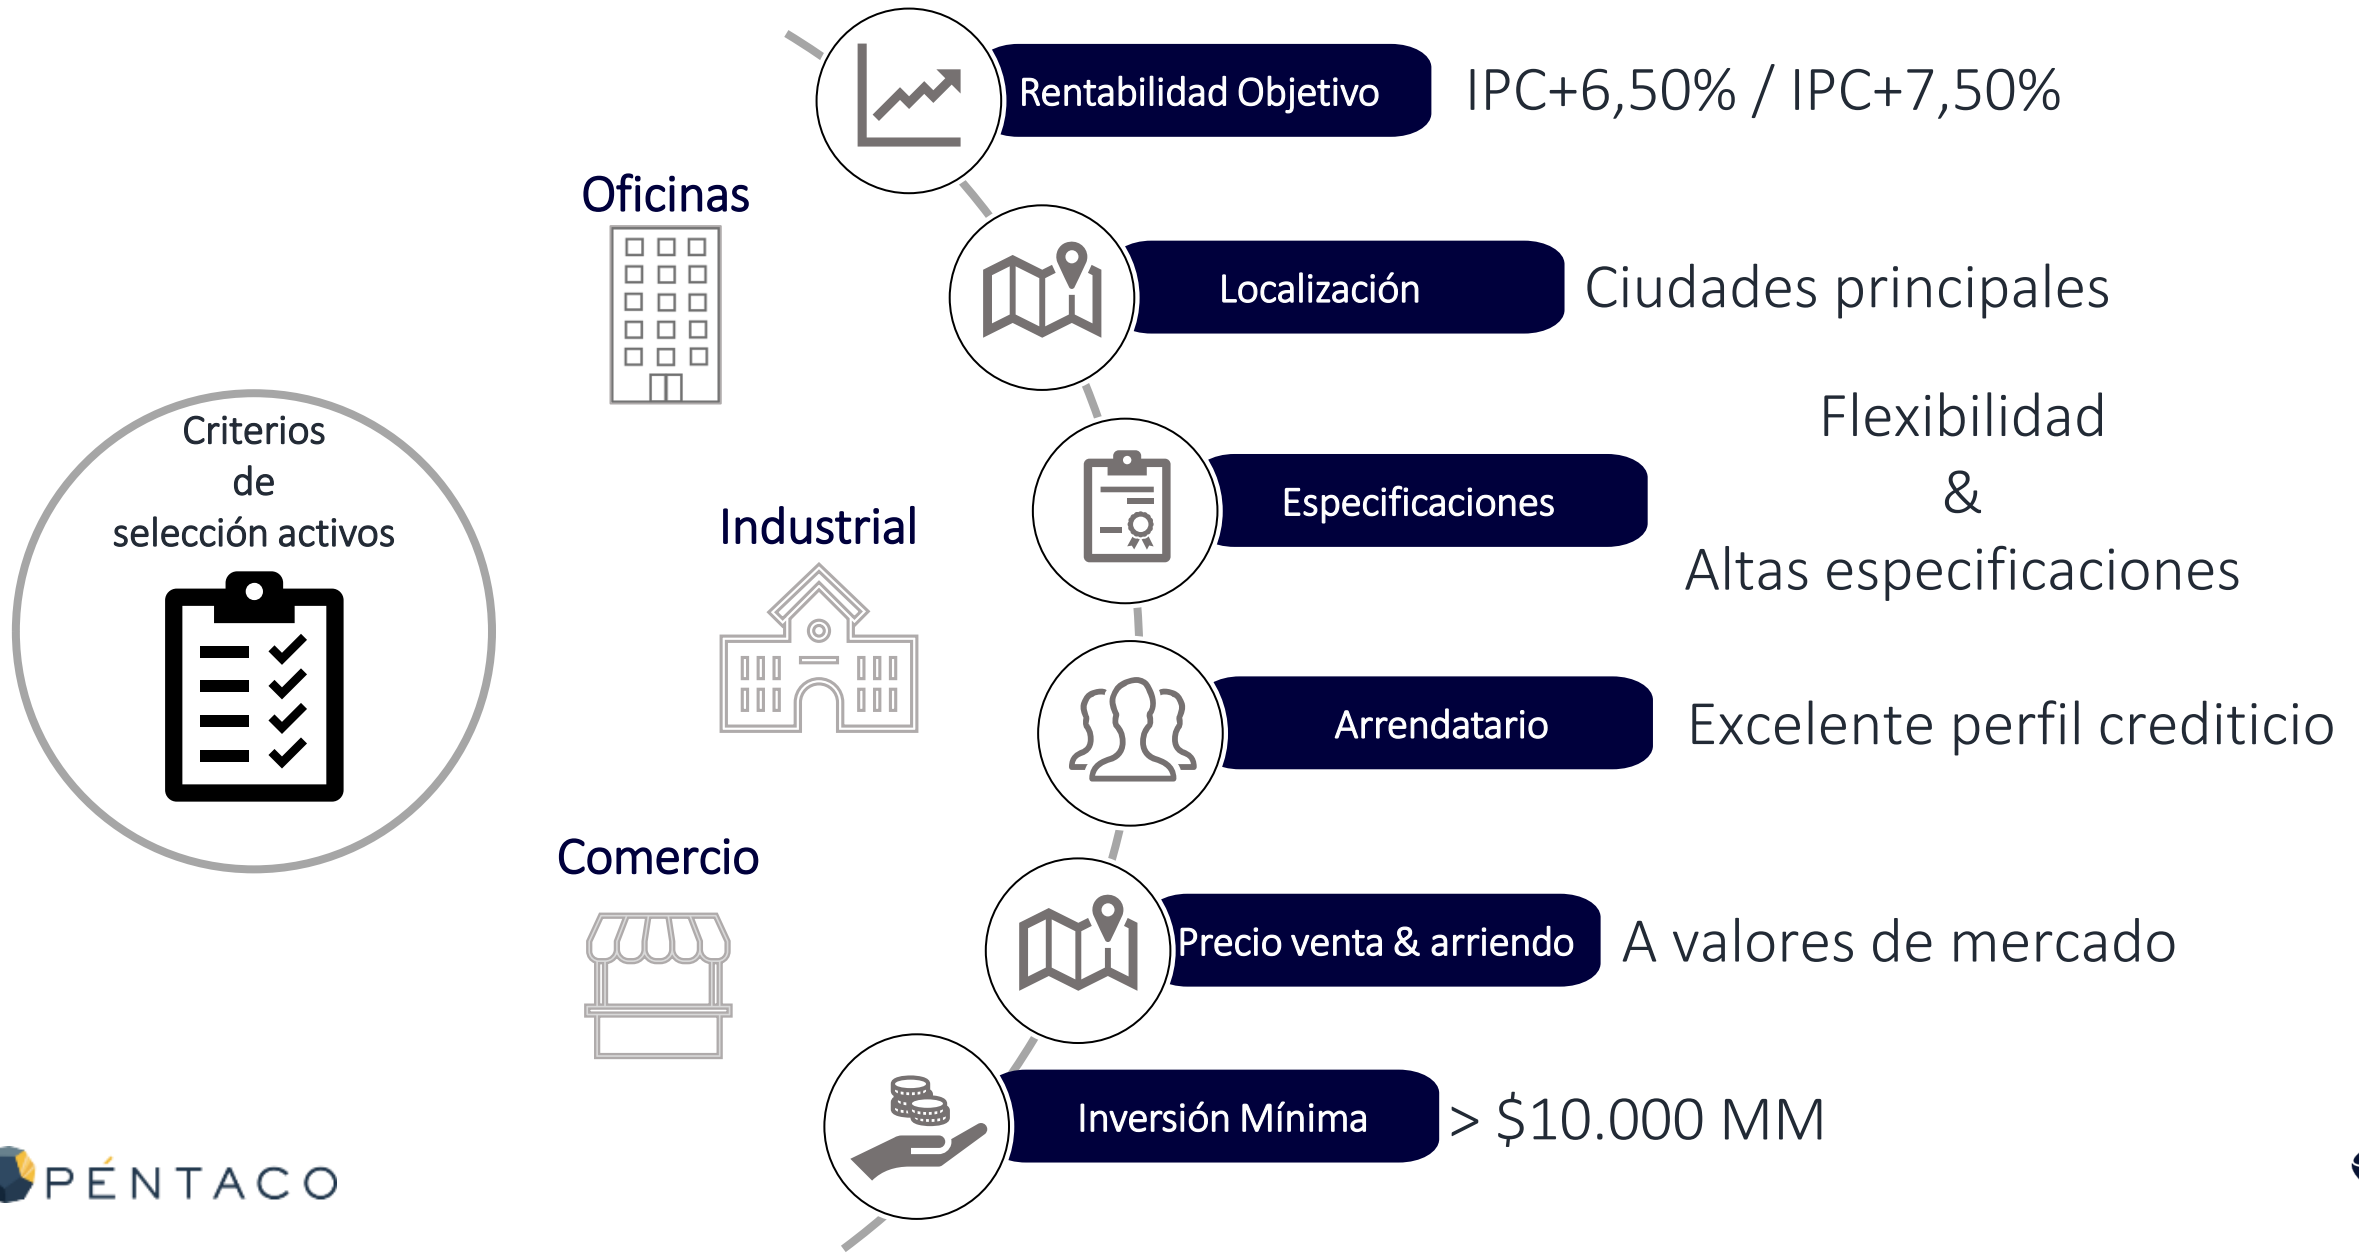 Criterios
de
selección activos
Oficinas
Industrial
Comercio
Rentabilidad Objetivo
IPC+6,50% / IPC+7,50%
Localización
Ciudades principales
Especificaciones
Flexibilidad
&
Altas especificaciones
Arrendatario
Excelente perfil crediticio
Precio venta & arriendo
A valores de mercado
Inversión Mínima
> $10.000 MM
PÉNTACO